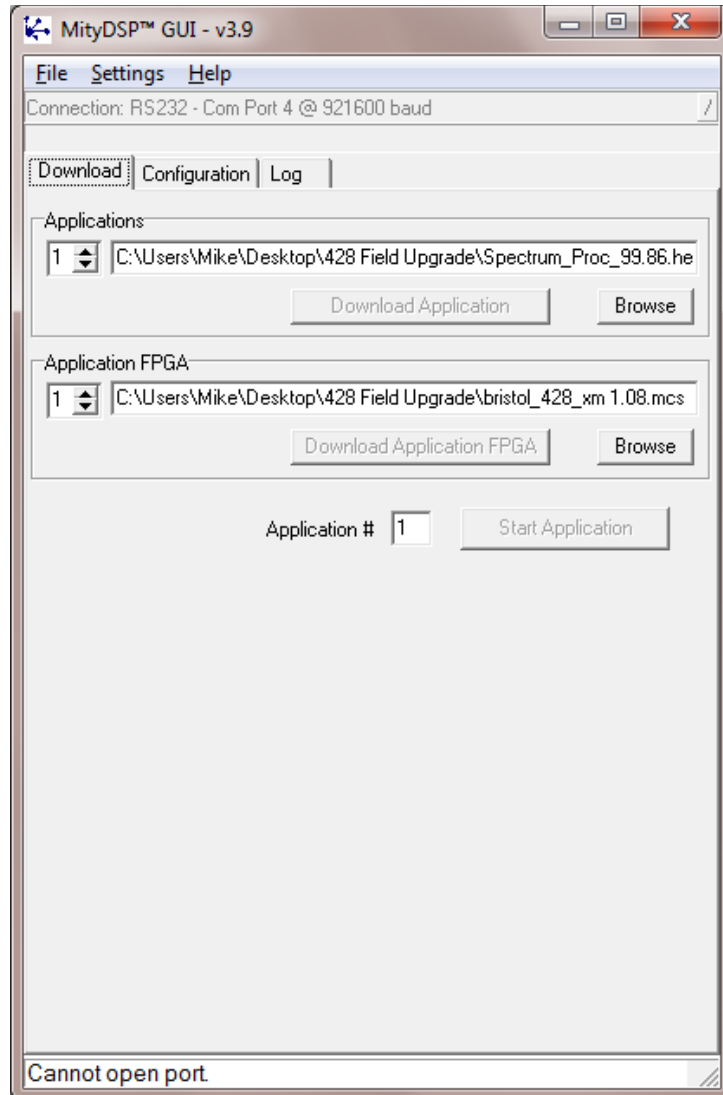 MityDSP™ GUI - v3.9
File Settings Help
Connection: RS232 - Com Port 4 @ 921600 baud /
Download Configuration Log
Applications
1 C:\Users\Mike\Desktop\428 Field Upgrade\Spectrum_Proc_99.86.he
Download Application Browse
Application FPGA
1 C:\Users\Mike\Desktop\428 Field Upgrade\bristol_428_xm 1.08.mcs
Download Application FPGA Browse
Application # 1 Start Application
Cannot open port.